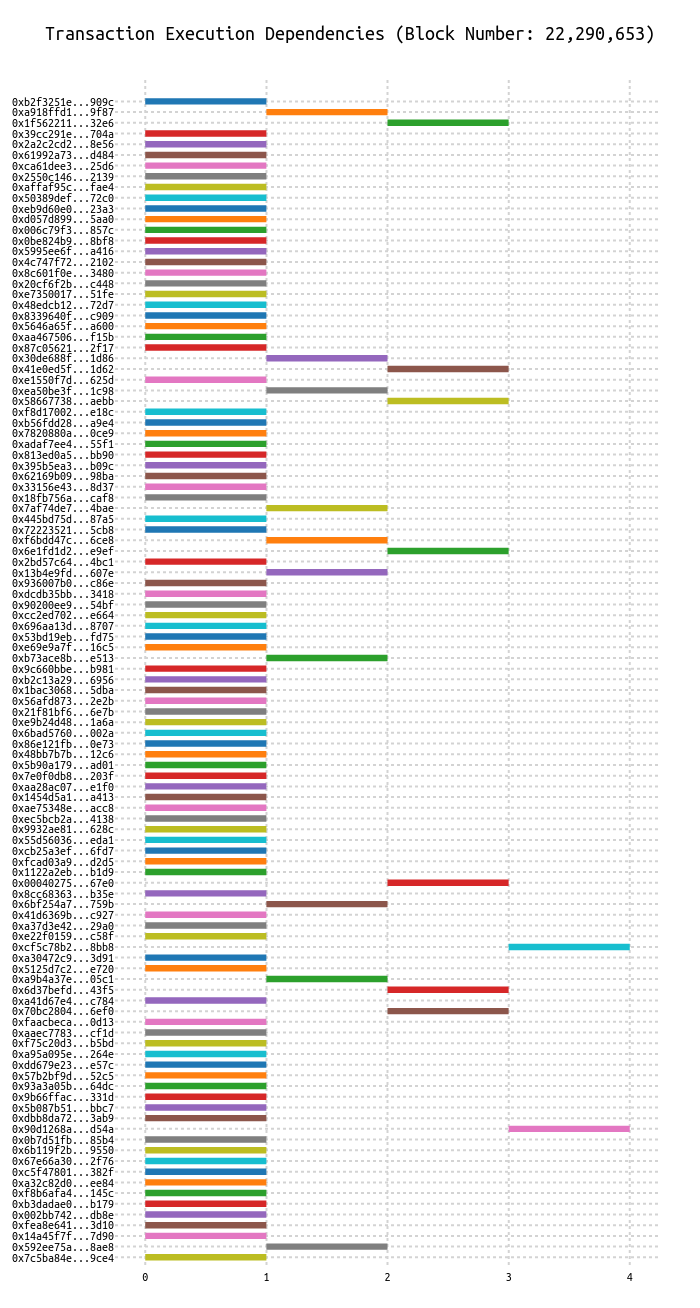 Transaction Execution Dependencies (Block Number: 22,290,653)
0xb2f3251e...909c
0xa918ffd1...9f87
0x1f562211...32e6
0x39cc291e...704a
0x2a2c2cd2...8e56
0x61992a73...d484
0xca61dee3...25d6
0x2550c146...2139
0xaffaf95c...fae4
0x50389def...72c0
0xeb9d60e0...23a3
0xd057d899...5aa0
0x006c79f3...857c
0x0be824b9...8bf8
0x5995ee6f...a416
0x4c747f72...2102
0x8c601f0e...3480
0x20cf6f2b...c448
0xe7350017...51fe
0x48edcb12...72d7
0x8339640f...c909
0x5646a65f...a600
0xaa467506...f15b
0x87c05621...2f17
0x30de688f...1d86
0x41e0ed5f...1d62
0xe1550f7d...625d
0xea50be3f...1c98
0x58667738...aebb
0xf8d17002...e18c
0xb56fdd28...a9e4
0x7820880a...0ce9
0xadaf7ee4...55f1
0x813ed0a5...bb90
0x395b5ea3...b09c
0x62169b09...98ba
0x33156e43...8d37
0x18fb756a...caf8
0x7af74de7...4bae
0x445bd75d...87a5
0x72223521...5cb8
0xf6bdd47c...6ce8
0x6e1fd1d2...e9ef
0x2bd57c64...4bc1
0x13b4e9fd...607e
0x936007b0...c86e
0xdcdb35bb...3418
0x90200ee9...54bf
0xcc2ed702...e664
0x696aa13d...8707
0x53bd19eb...fd75
0xe69e9a7f...16c5
0xb73ace8b...e513
0x9c660bbe...b981
0xb2c13a29...6956
0x1bac3068...5dba
0x56afd873...2e2b
0x21f81bf6...6e7b
0xe9b24d48...1a6a
0x6bad5760...002a
0x86e121fb...0e73
0x48bb7b7b...12c6
0x5b90a179...ad01
0x7e0f0db8...203f
0xaa28ac07...e1f0
0x1454d5a1...a413
0xae75348e...acc8
0xec5bcb2a...4138
0x9932ae81...628c
0x55d56036...eda1
0xcb25a3ef...6fd7
0xfcad03a9...d2d5
0x1122a2eb...b1d9
0x00040275...67e0
0x8cc68363...b35e
0x6bf254a7...759b
0x41d6369b...c927
0xa37d3e42...29a0
0xe22f0159...c58f
0xcf5c78b2...8bb8
0xa30472c9...3d91
0x5125d7c2...e720
0xa9b4a37e...05c1
0x6d37befd...43f5
0xa41d67e4...c784
0x70bc2804...6ef0
0xfaacbeca...0d13
0xaaec7783...cf1d
0xf75c20d3...b5bd
0xa95a095e...264e
0xdd679e23...e57c
0x57b2bf9d...52c5
0x93a3a05b...64dc
0x9b66ffac...331d
0x5b087b51...bbc7
0xdbb8da72...3ab9
0x90d1268a...d54a
0x0b7d51fb...85b4
0x6b119f2b...9550
0x67e66a30...2f76
0xc5f47801...382f
0xa32c82d0...ee84
0xf8b6afa4...145c
0xb3dadae0...b179
0x002bb742...db8e
0xfea8e641...3d10
0x14a45f7f...7d90
0x592ee75a...8ae8
0x7c5ba84e...9ce4
0 1 2 3 4